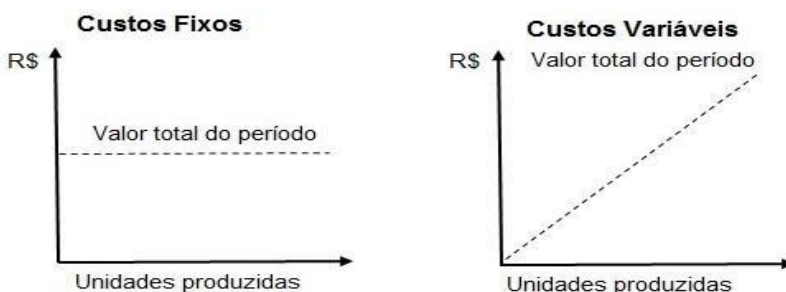 Custos Fixos
R$
Valor total do período
Unidades produzidas
Custos Variáveis
R$
Valor total do período
Unidades produzidas